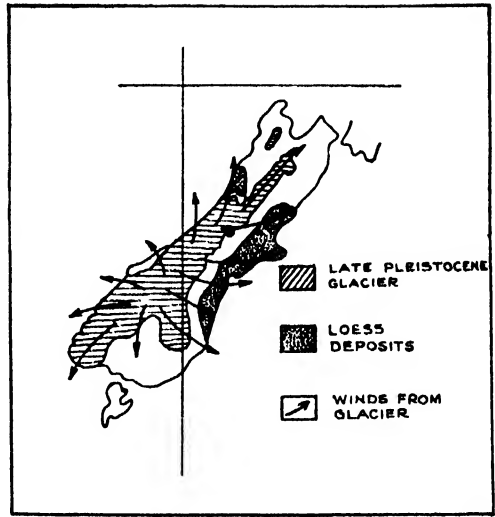 LATE PLEISTOCENE
GLACIER
LOESS
DEPOSITS
WINDS FROM
GLACIER